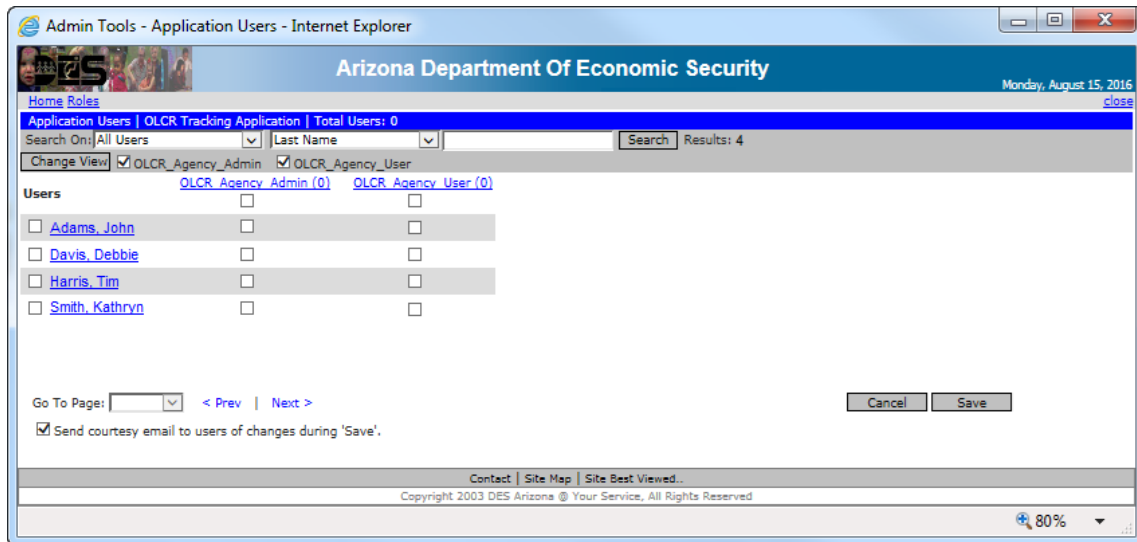 Admin Tools - Application Users - Internet Explorer
DES
Arizona Department Of Economic Security
Monday, August 15, 2016
Home Roles close
Application Users | OLCR Tracking Application | Total Users: 0
Search On: All Users Last Name Search Results: 4
Change View OLCR_Agency_Admin OLCR_Agency_User
Users OLCR_Agency_Admin (0) OLCR_Agency_User (0)
Adams, John
Davis, Debbie
Harris, Tim
Smith, Kathryn
Go To Page: < Prev | Next > Cancel Save
Send courtesy email to users of changes during 'Save'.
Contact | Site Map | Site Best Viewed..
Copyright 2003 DES Arizona @ Your Service, All Rights Reserved
80%